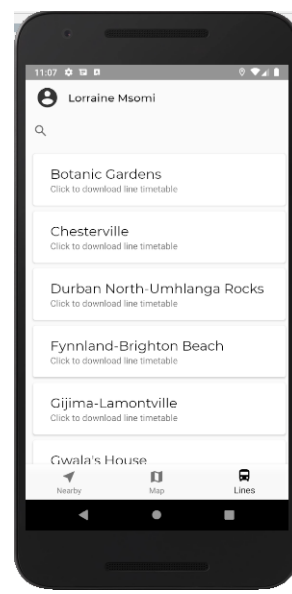 11:07
Lorraine Msomi
Botanic Gardens
Click to download line timetable
Chesterville
Click to download line timetable
Durban North-Umhlanga Rocks
Click to download line timetable
Fynnland-Brighton Beach
Click to download line timetable
Gijima-Lamontville
Click to download line timetable
Gwala's House
Nearby Map Lines